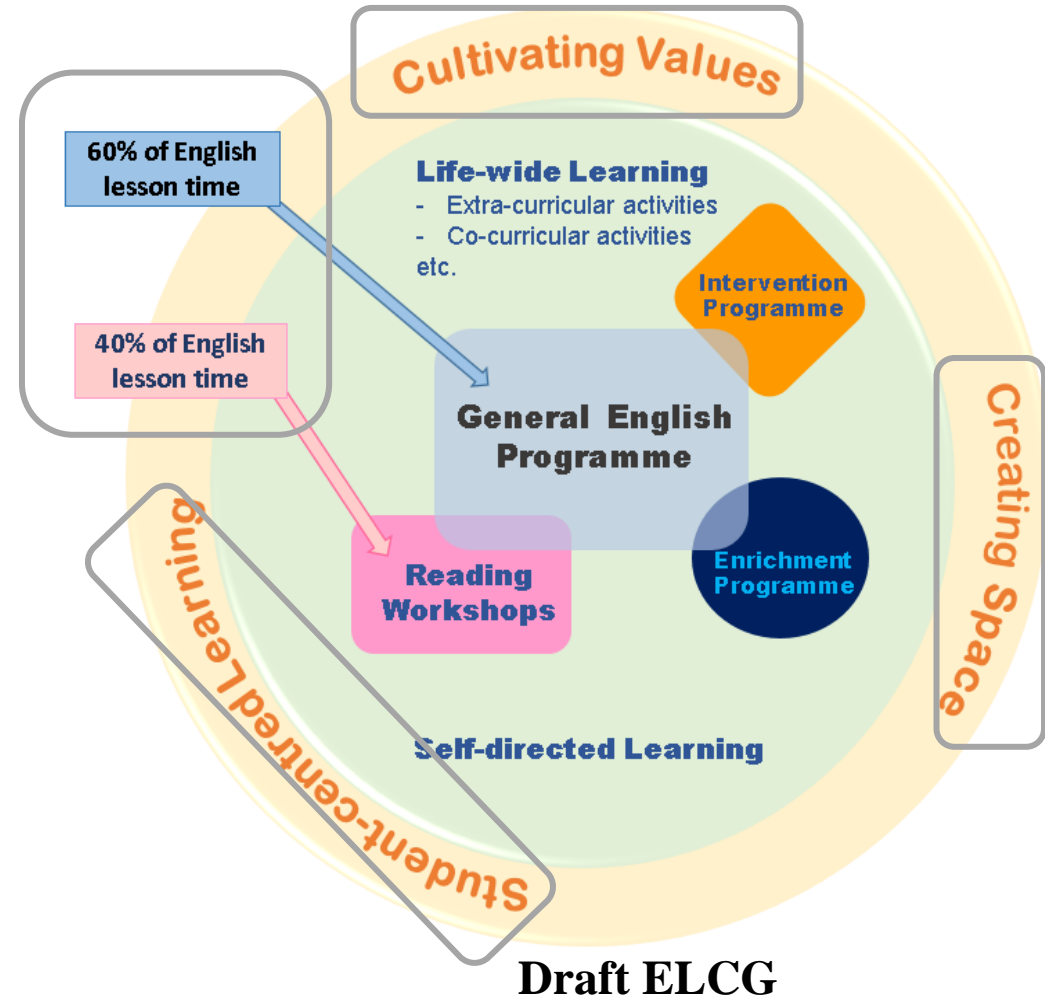 Cultivating Values
60% of English
lesson time
Life-wide Learning
- Extra-curricular activities
- Co-curricular activities
etc.
Intervention
Programme
40% of English
lesson time
General English
Programme
Creating Space
Reading
Workshops
Enrichment
Programme
Student-centred Learning
Self-directed Learning
Draft ELCG